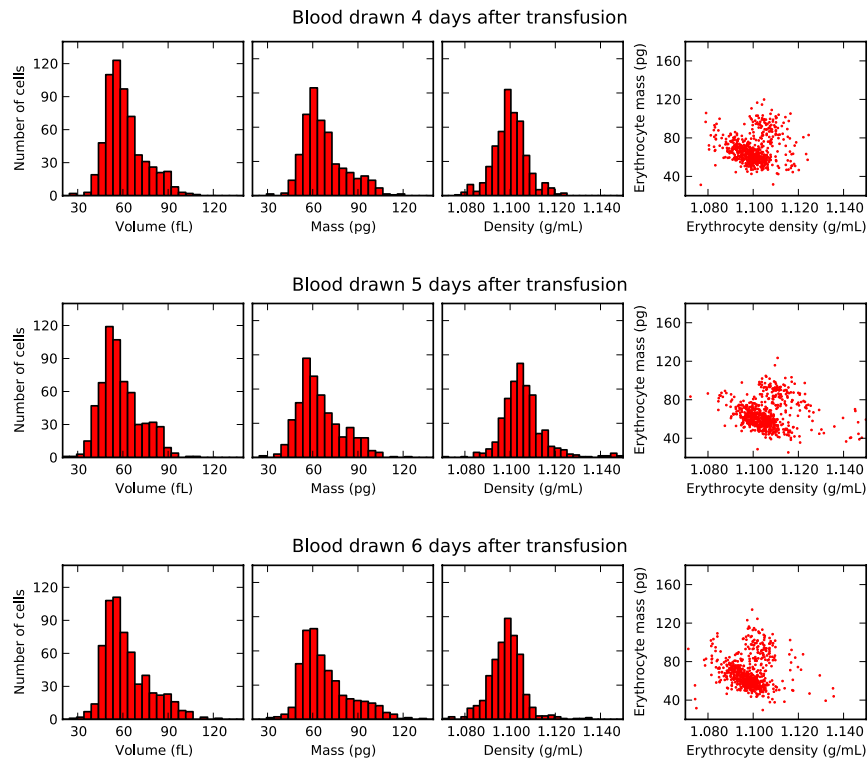 Blood drawn 4 days after transfusion
Number of cells
120
90
60
30
0
30 60 90 120
Volume (fL)
30 60 90 120
Mass (pg)
1.080 1.100 1.120 1.140
Density (g/mL)
Erythrocyte mass (pg)
160
120
80
40
1.080 1.100 1.120 1.140
Erythrocyte density (g/mL)
Blood drawn 5 days after transfusion
Number of cells
120
90
60
30
0
30 60 90 120
Volume (fL)
30 60 90 120
Mass (pg)
1.080 1.100 1.120 1.140
Density (g/mL)
Erythrocyte mass (pg)
160
120
80
40
1.080 1.100 1.120 1.140
Erythrocyte density (g/mL)
Blood drawn 6 days after transfusion
Number of cells
120
90
60
30
0
30 60 90 120
Volume (fL)
30 60 90 120
Mass (pg)
1.080 1.100 1.120 1.140
Density (g/mL)
Erythrocyte mass (pg)
160
120
80
40
1.080 1.100 1.120 1.140
Erythrocyte density (g/mL)